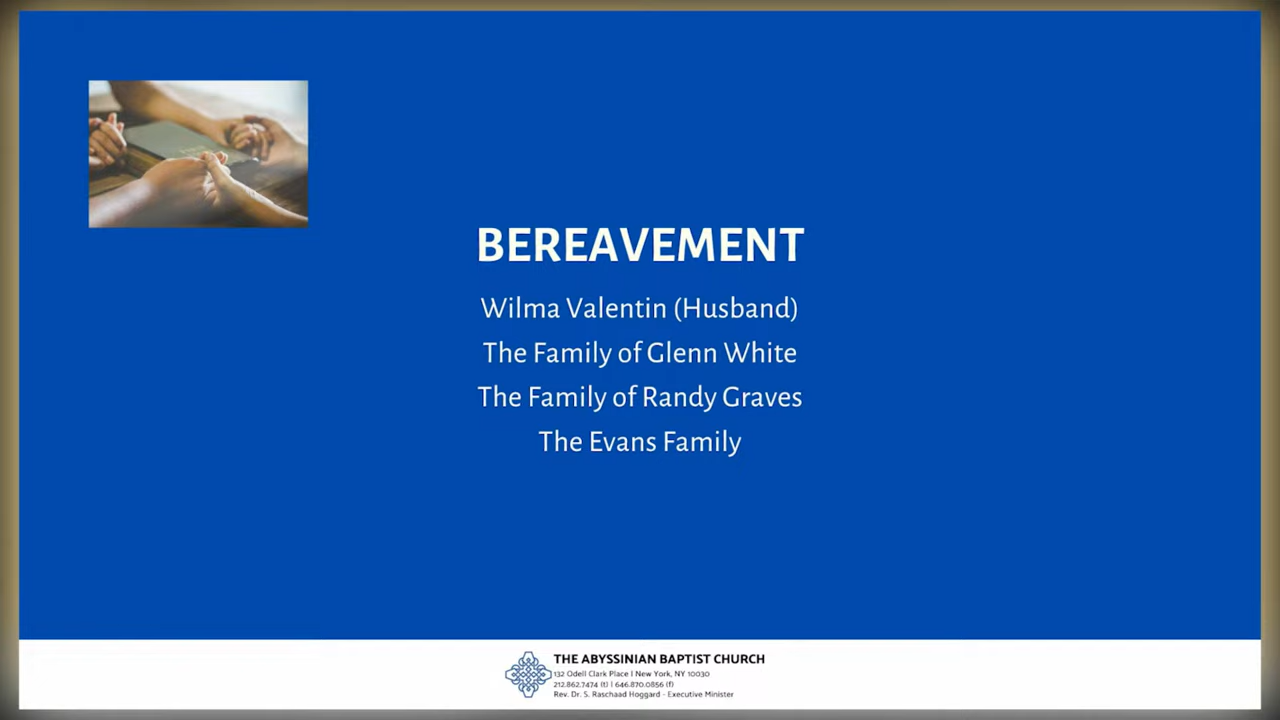 BEREAVEMENT
Wilma Valentin (Husband)
The Family of Glenn White
The Family of Randy Graves
The Evans Family
THE ABYSSINIAN BAPTIST CHURCH
132 Odell Clark Place | New York, NY 10030
212.862.7474 (t) | 646.870.0856 (f)
Rev. Dr. S. Raschaad Hoggard - Executive Minister